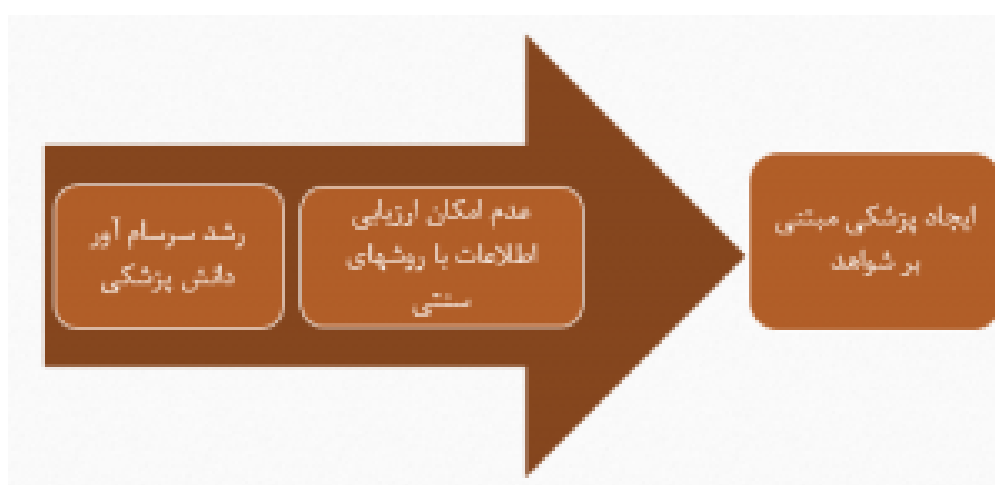 رشد سرسام آور
دانش پزشکی
عدم امکان ارزیابی
اطلاعات با روشهای
سنتی
ایجاد پزشکی مبتنی
بر شواهد